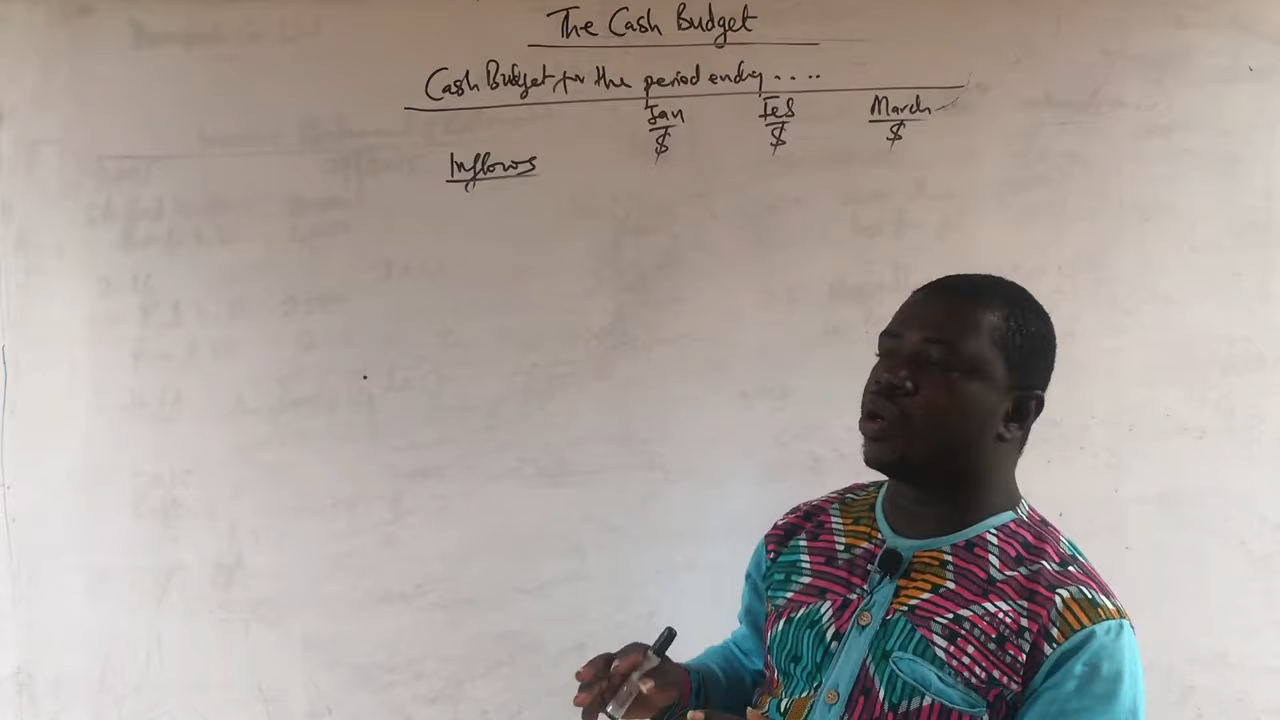 The Cash Budget
Cash Budget for the period ending ....
Jan Feb March
$ $ $
Inflows